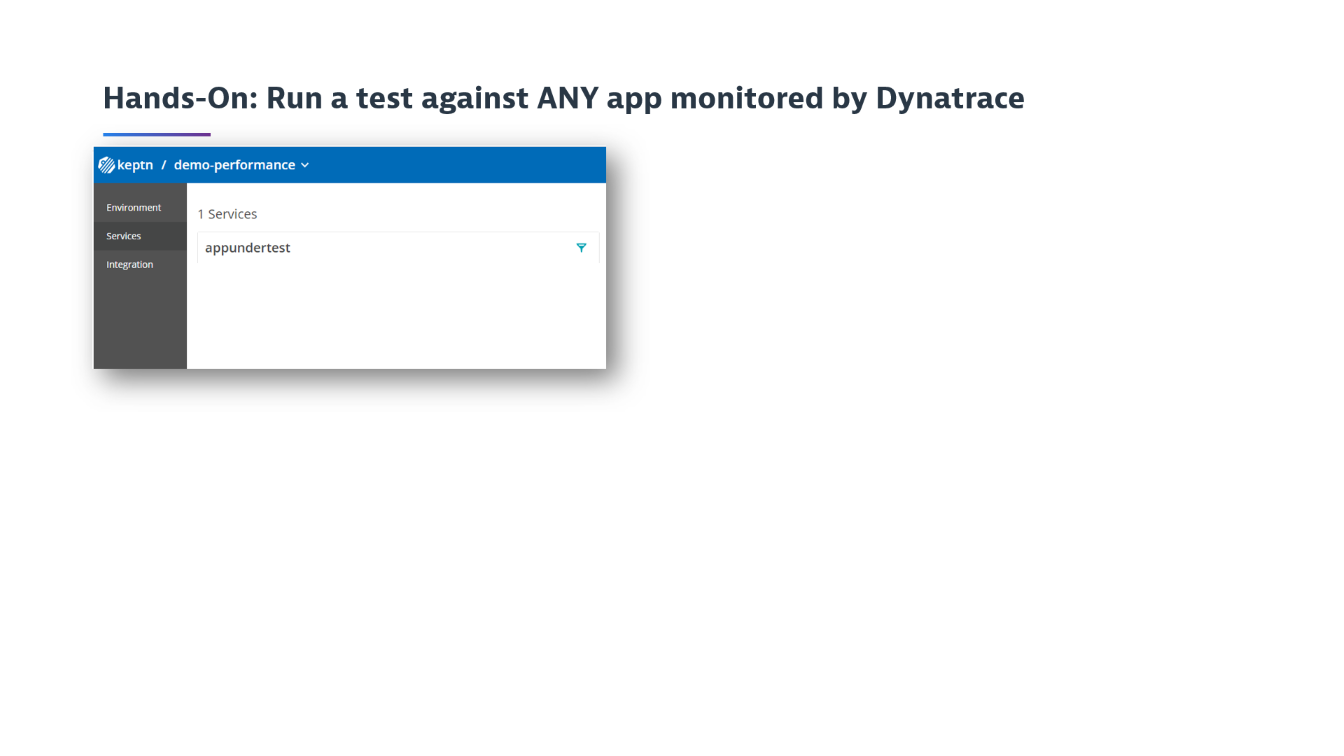 Hands-On: Run a test against ANY app monitored by Dynatrace
keptn / demo-performance
Environment
Services
Integration
1 Services
appundertest